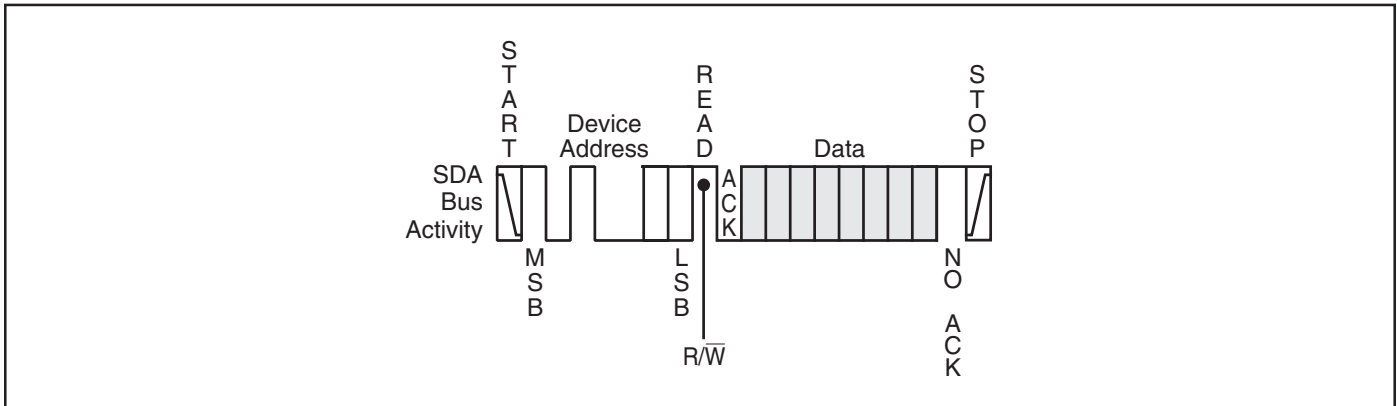 START
Device
Address
READ
Data
STOP
SDA
Bus
Activity
ACK
MSB
LSB
R/W̅
NO ACK